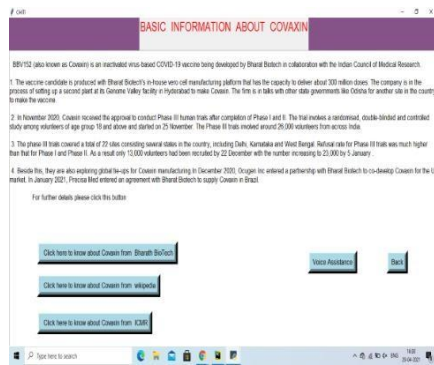 BASIC INFORMATION ABOUT COVAXIN
BBV152 (also known as Covaxin) is an inactivated virus-based COVID-19 vaccine being developed by Bharat Biotech in collaboration with the Indian Council of Medical Research.
1. The vaccine candidate is produced with Bharat Biotech's in-house vero cell manufacturing platform that has the capacity to deliver about 300 million doses. The company is in the
process of setting up a second plant at its Genome Valley facility in Hyderabad to make Covaxin. The firm is in talks with other state governments like Odisha for another site in the country
to make the vaccine.
2. In November 2020, Covaxin received the approval to conduct Phase III human trials after completion of Phase I and II. The trial involves a randomised, double-blinded and controlled
study among volunteers of age group 18 and above and started on 25 November. The Phase III trials involved around 26,000 volunteers from across India.
3. The phase III trials covered a total of 22 sites consisting several states in the country, including Delhi, Karnataka and West Bengal. Refusal rate for Phase III trials was much higher
than that for Phase I and Phase II. As a result only 13,000 volunteers had been recruited by 22 December with the number increasing to 23,000 by 5 January.
4. Beside this, they are also exploring global tie-ups for Covaxin manufacturing In December 2020, Ocugen Inc entered a partnership with Bharat Biotech to co-develop Covaxin for the U
market. In January 2021, Precisa Med entered an agreement with Bharat Biotech to supply Covaxin in Brazil.
For further details please click this button
Click here to know about Covaxin from Bharath BioTech
Voice Assistance
Back
Click here to know about Covaxin from wikipedia
Click here to know about Covaxin from ICMR
Type here to search
ENG